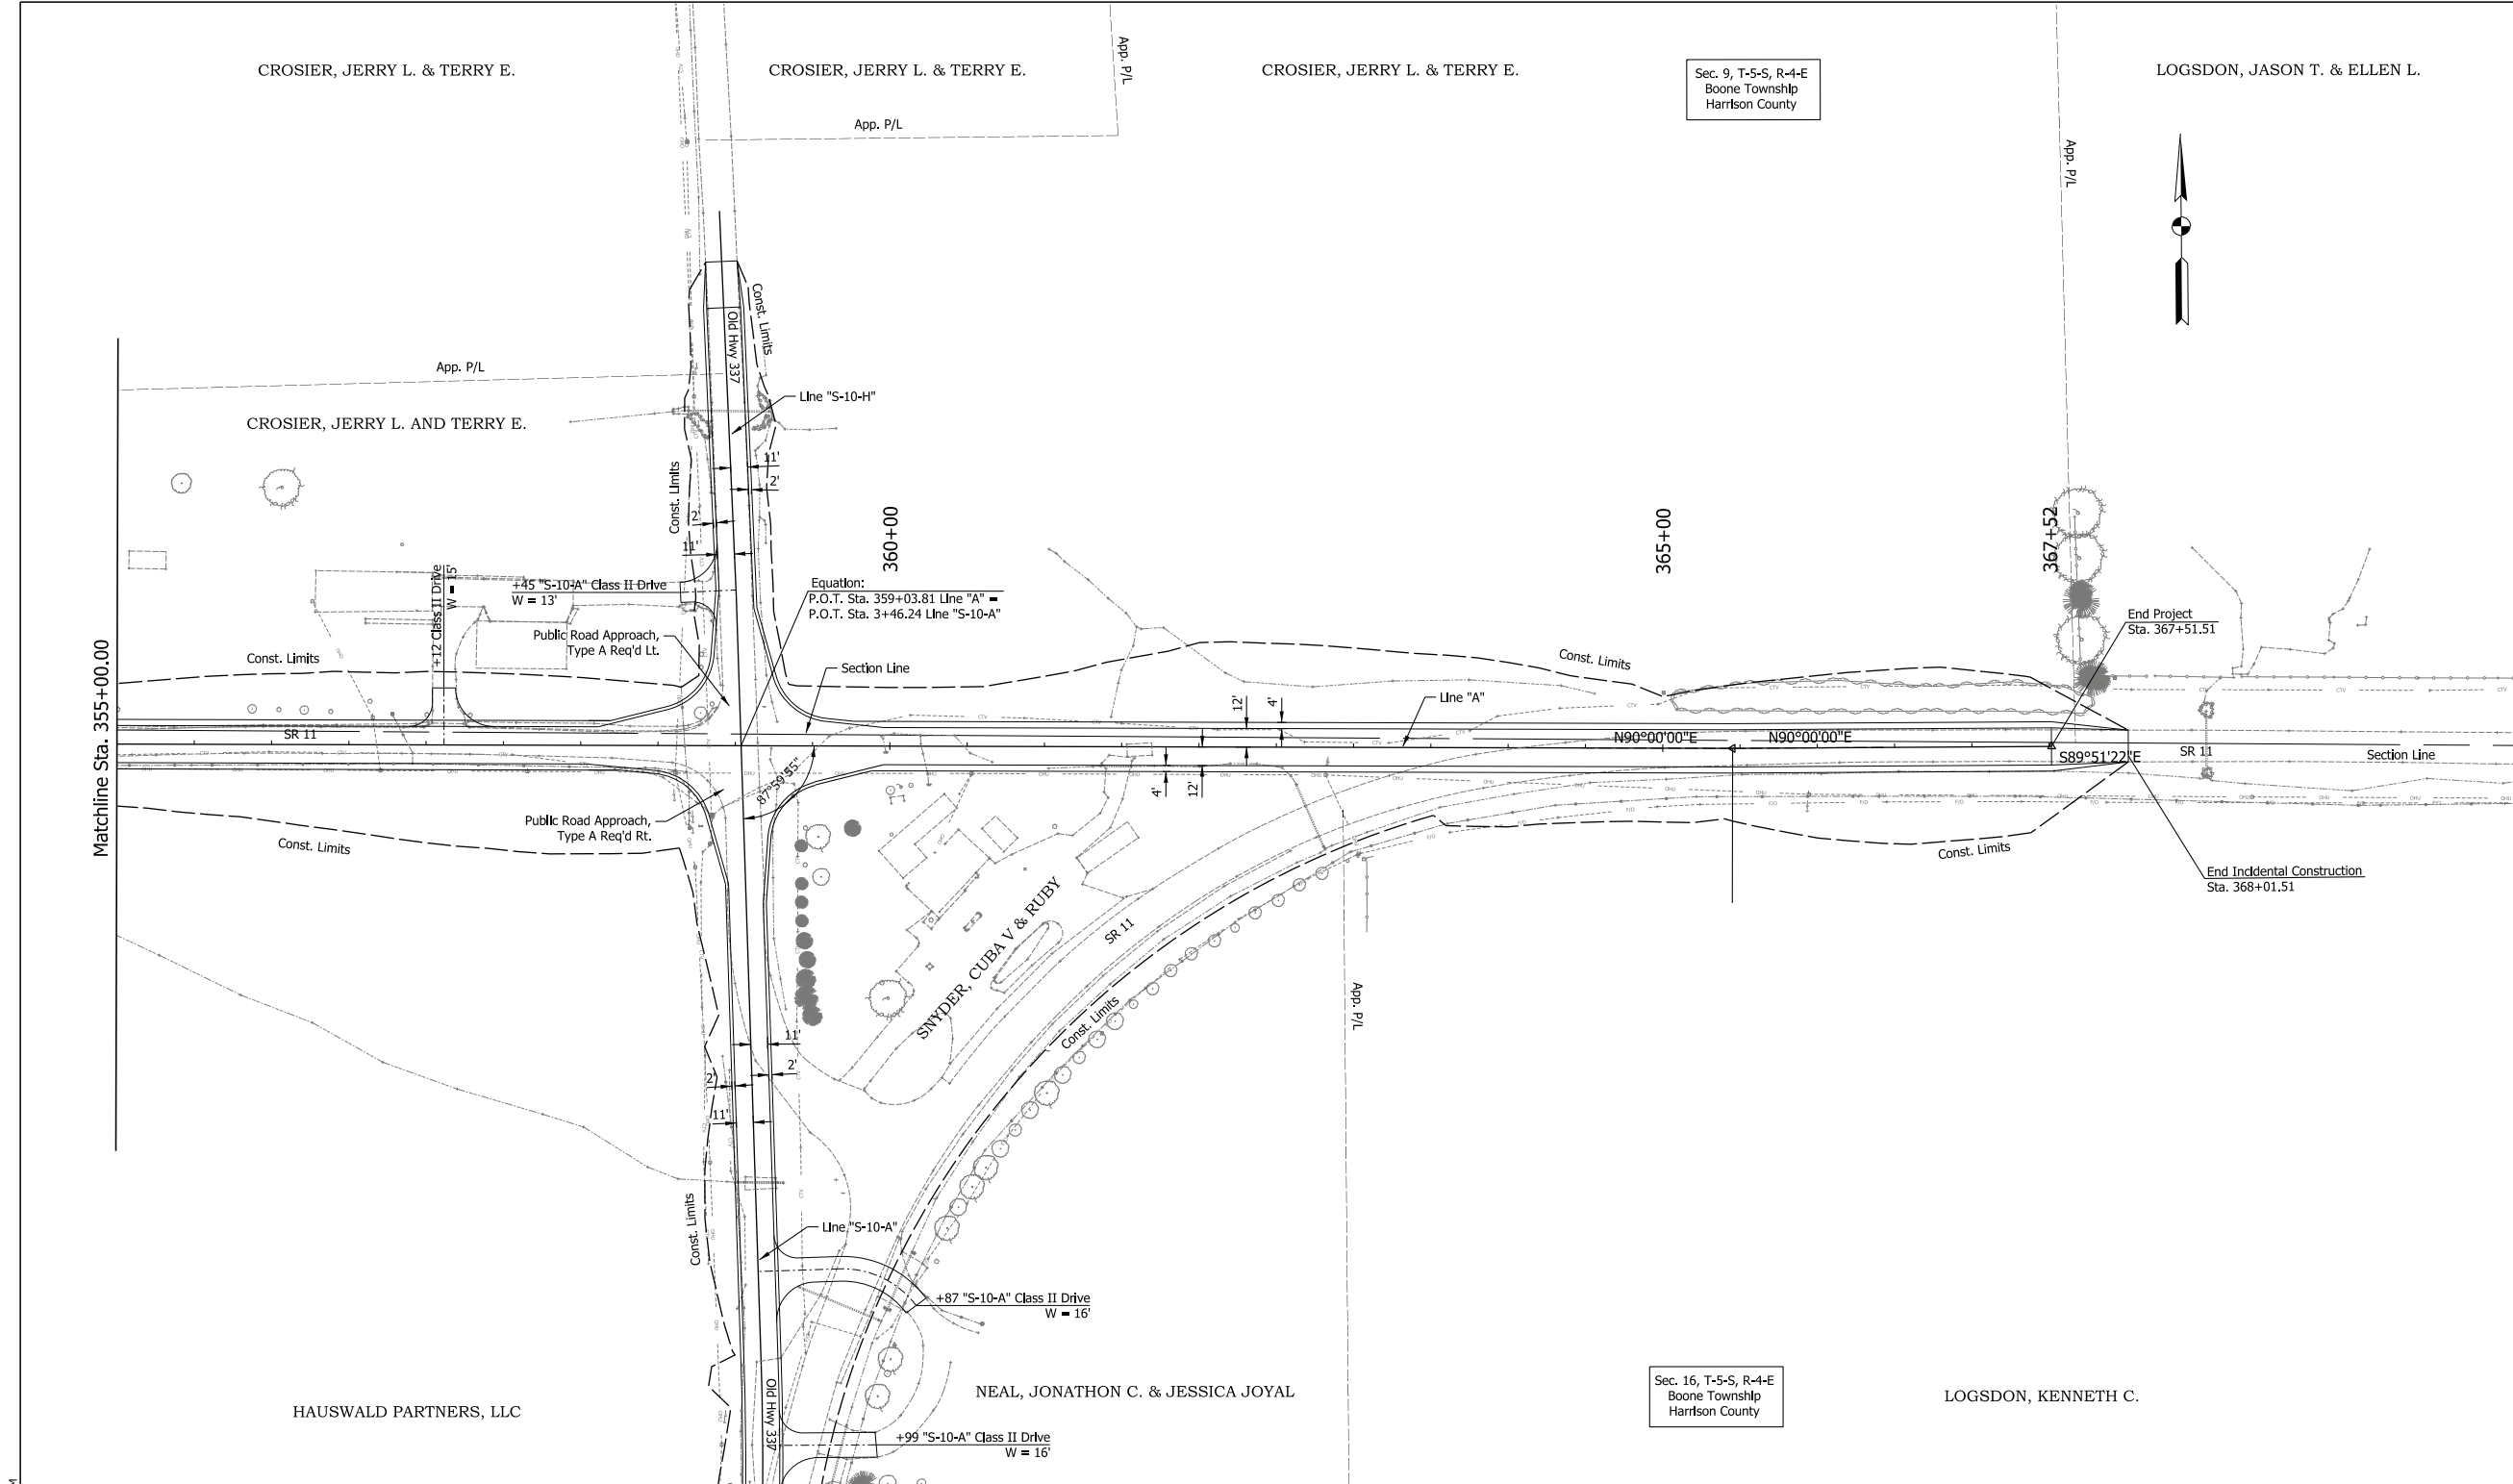 CROSIER, JERRY L. & TERRY E.
CROSIER, JERRY L. & TERRY E.
App. P/L
CROSIER, JERRY L. & TERRY E.
Sec. 9, T-5-S, R-4-E
Boone Township
Harrison County
LOGSDON, JASON T. & ELLEN L.
App. P/L
App. P/L
Const. Limits
Old Hwy 337
App. P/L
Line "S-10-H"
CROSIER, JERRY L. AND TERRY E.
Const. Limits
11'
2'
2'
11'
360+00
365+00
367+52
+12 Class II Drive
W = 15'
+45 "S-10-A" Class II Drive
W = 13'
Equation:
P.O.T. Sta. 359+03.81 Line "A" =
P.O.T. Sta. 3+46.24 Line "S-10-A"
Public Road Approach,
Type A Req'd Lt.
End Project
Sta. 367+51.51
Matchline Sta. 355+00.00
Const. Limits
Section Line
Const. Limits
Line "A"
12'
4'
SR 11
N90°00'00"E
N90°00'00"E
S89°51'22"E
SR 11
Section Line
87°59'55"
4'
12'
Public Road Approach,
Type A Req'd Rt.
Const. Limits
Const. Limits
End Incidental Construction
Sta. 368+01.51
SNYDER, CUBA V & RUBY
SR 11
Const. Limits
App. P/L
11'
2'
2'
11'
Const. Limits
Line "S-10-A"
+87 "S-10-A" Class II Drive
W = 16'
Old Hwy 337
HAUSWALD PARTNERS, LLC
NEAL, JONATHON C. & JESSICA JOYAL
Sec. 16, T-5-S, R-4-E
Boone Township
Harrison County
LOGSDON, KENNETH C.
+99 "S-10-A" Class II Drive
W = 16'